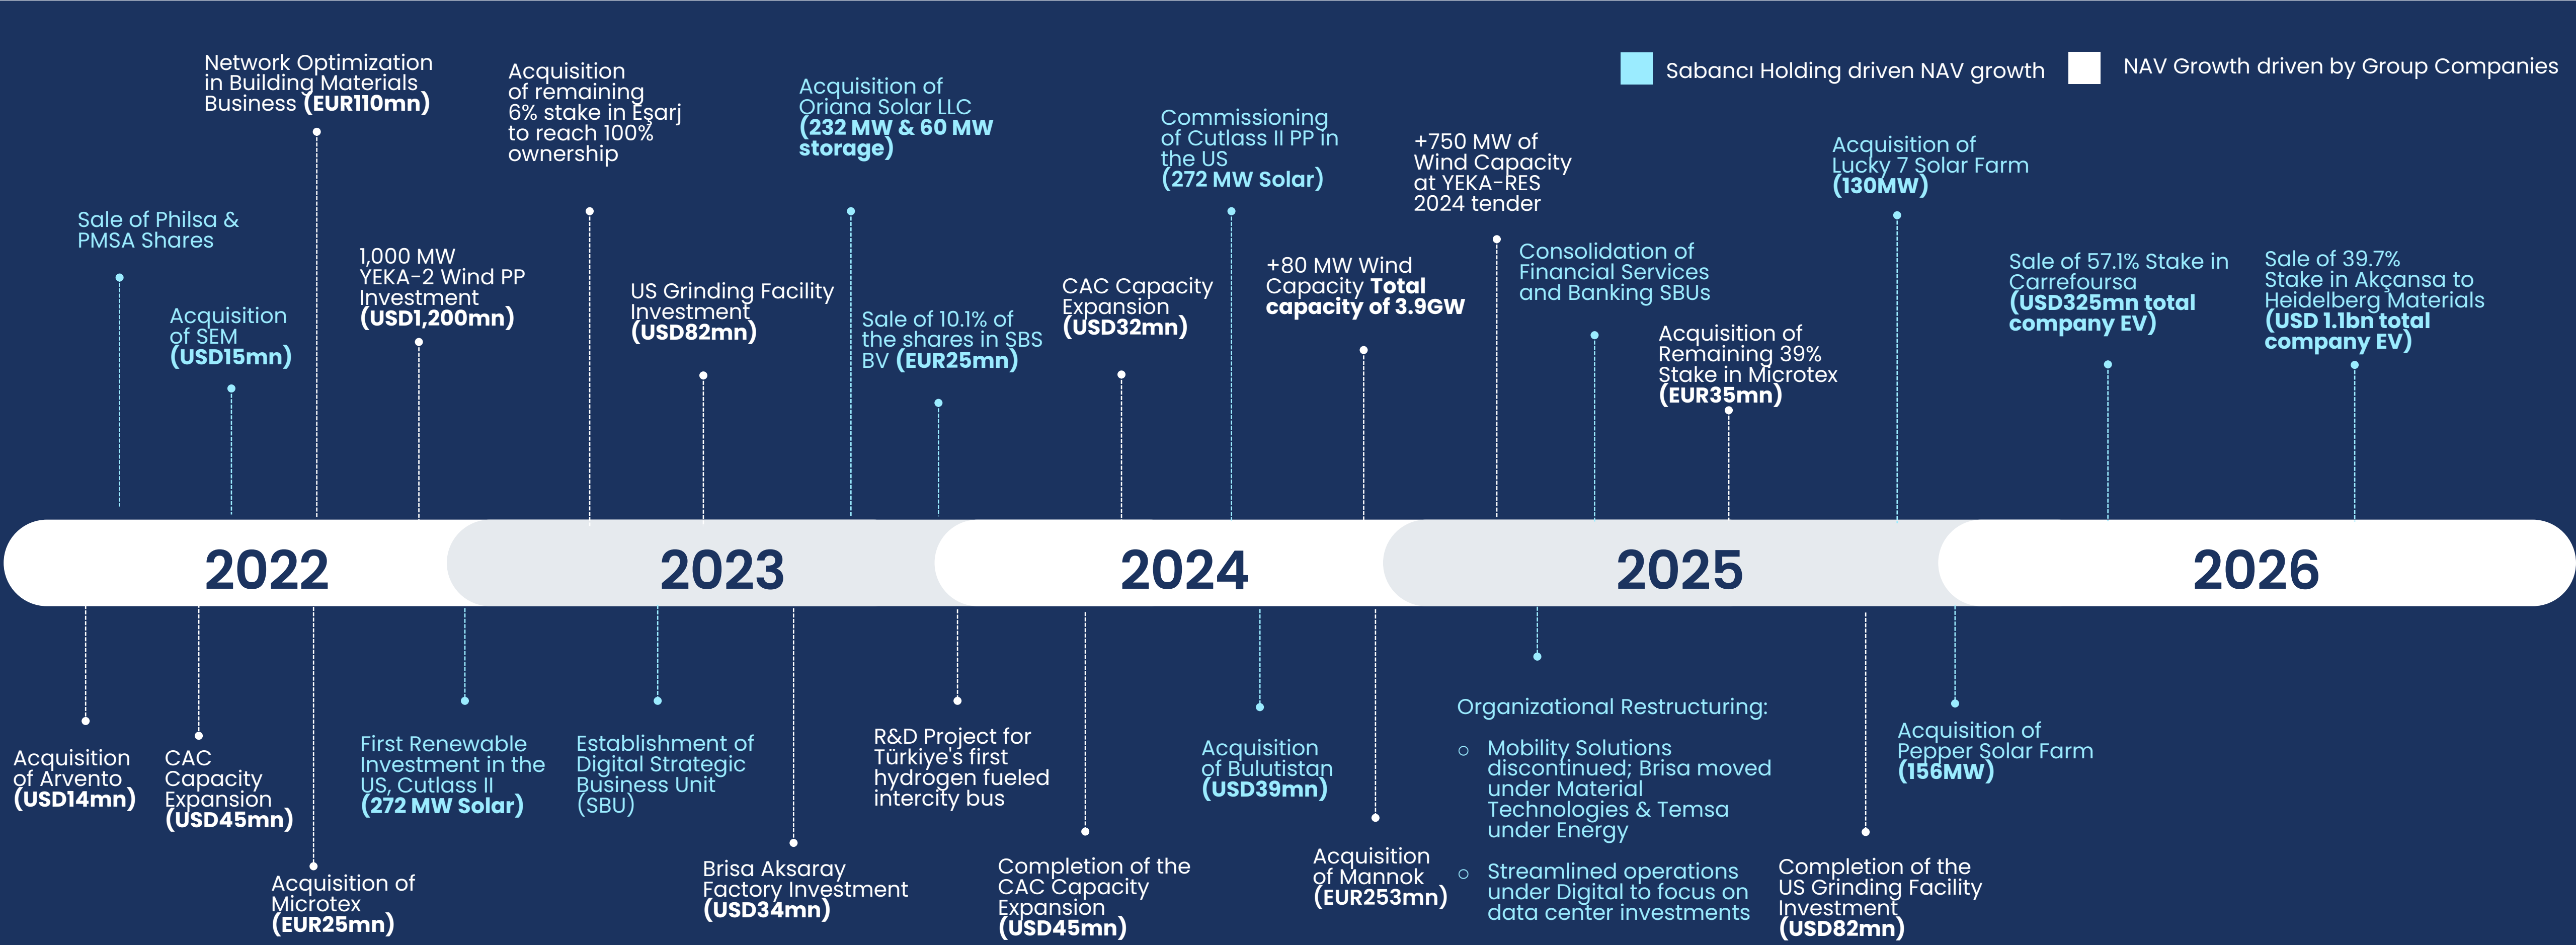 Sabancı Holding driven NAV growth
NAV Growth driven by Group Companies
Sale of Philsa &
PMSA Shares
Acquisition
of SEM
(USD15mn)
Network Optimization
in Building Materials
Business (EUR110mn)
1,000 MW
YEKA-2 Wind PP
Investment
(USD1,200mn)
Acquisition
of remaining
6% stake in Eşarj
to reach 100%
ownership
US Grinding Facility
Investment
(USD82mn)
Acquisition of
Oriana Solar LLC
(232 MW & 60 MW
storage)
Sale of 10.1% of
the shares in SBS
BV (EUR25mn)
CAC Capacity
Expansion
(USD32mn)
Commissioning
of Cutlass II PP in
the US
(272 MW Solar)
+80 MW Wind
Capacity Total
capacity of 3.9GW
+750 MW of
Wind Capacity
at YEKA-RES
2024 tender
Consolidation of
Financial Services
and Banking SBUs
Acquisition of
Remaining 39%
Stake in Microtex
(EUR35mn)
Acquisition of
Lucky 7 Solar Farm
(130MW)
Sale of 57.1% Stake in
Carrefoursa
(USD325mn total
company EV)
Sale of 39.7%
Stake in Akçansa to
Heidelberg Materials
(USD 1.1bn total
company EV)
2022
2023
2024
2025
2026
Acquisition
of Arvento
(USD14mn)
CAC
Capacity
Expansion
(USD45mn)
Acquisition of
Microtex
(EUR25mn)
First Renewable
Investment in the
US, Cutlass II
(272 MW Solar)
Establishment of
Digital Strategic
Business Unit
(SBU)
Brisa Aksaray
Factory Investment
(USD34mn)
R&D Project for
Türkiye's first
hydrogen fueled
intercity bus
Completion of the
CAC Capacity
Expansion
(USD45mn)
Acquisition
of Bulutistan
(USD39mn)
Acquisition
of Mannok
(EUR253mn)
Organizational Restructuring:
○ Mobility Solutions
discontinued; Brisa moved
under Material
Technologies & Temsa
under Energy
○ Streamlined operations
under Digital to focus on
data center investments
Completion of the
US Grinding Facility
Investment
(USD82mn)
Acquisition of
Pepper Solar Farm
(156MW)